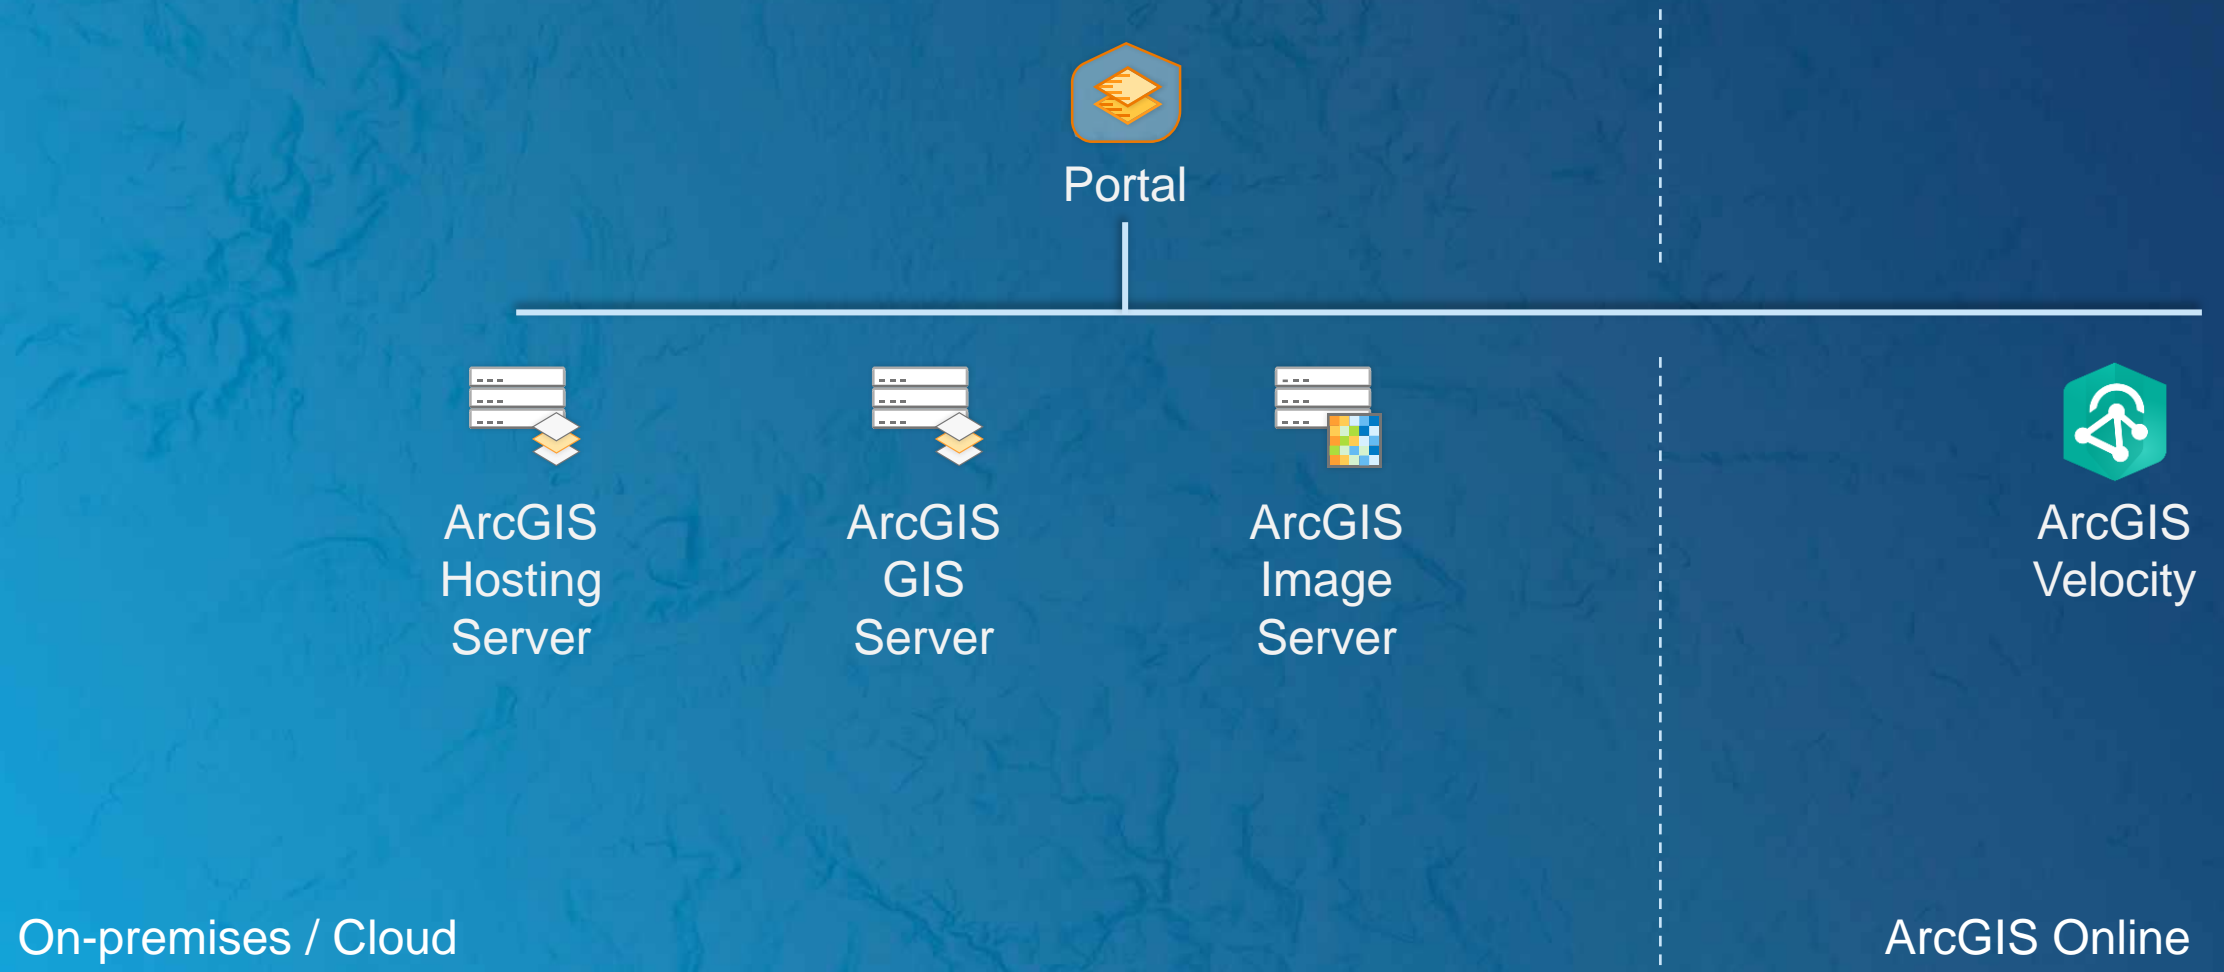 Portal
ArcGIS
Hosting
Server
ArcGIS
GIS
Server
ArcGIS
Image
Server
ArcGIS
Velocity
On-premises / Cloud
ArcGIS Online